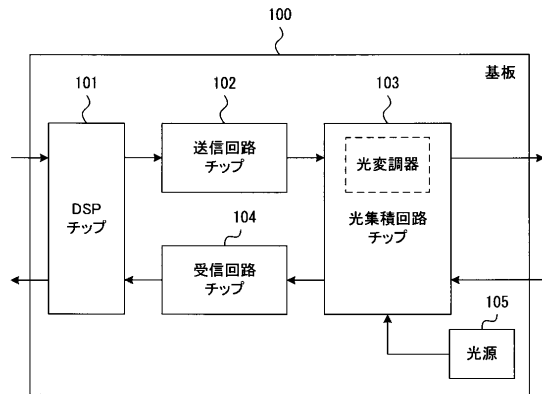 100
基板
101
102
103
送信回路
チップ
光変調器
DSP
チップ
光集積回路
チップ
104
受信回路
チップ
105
光源